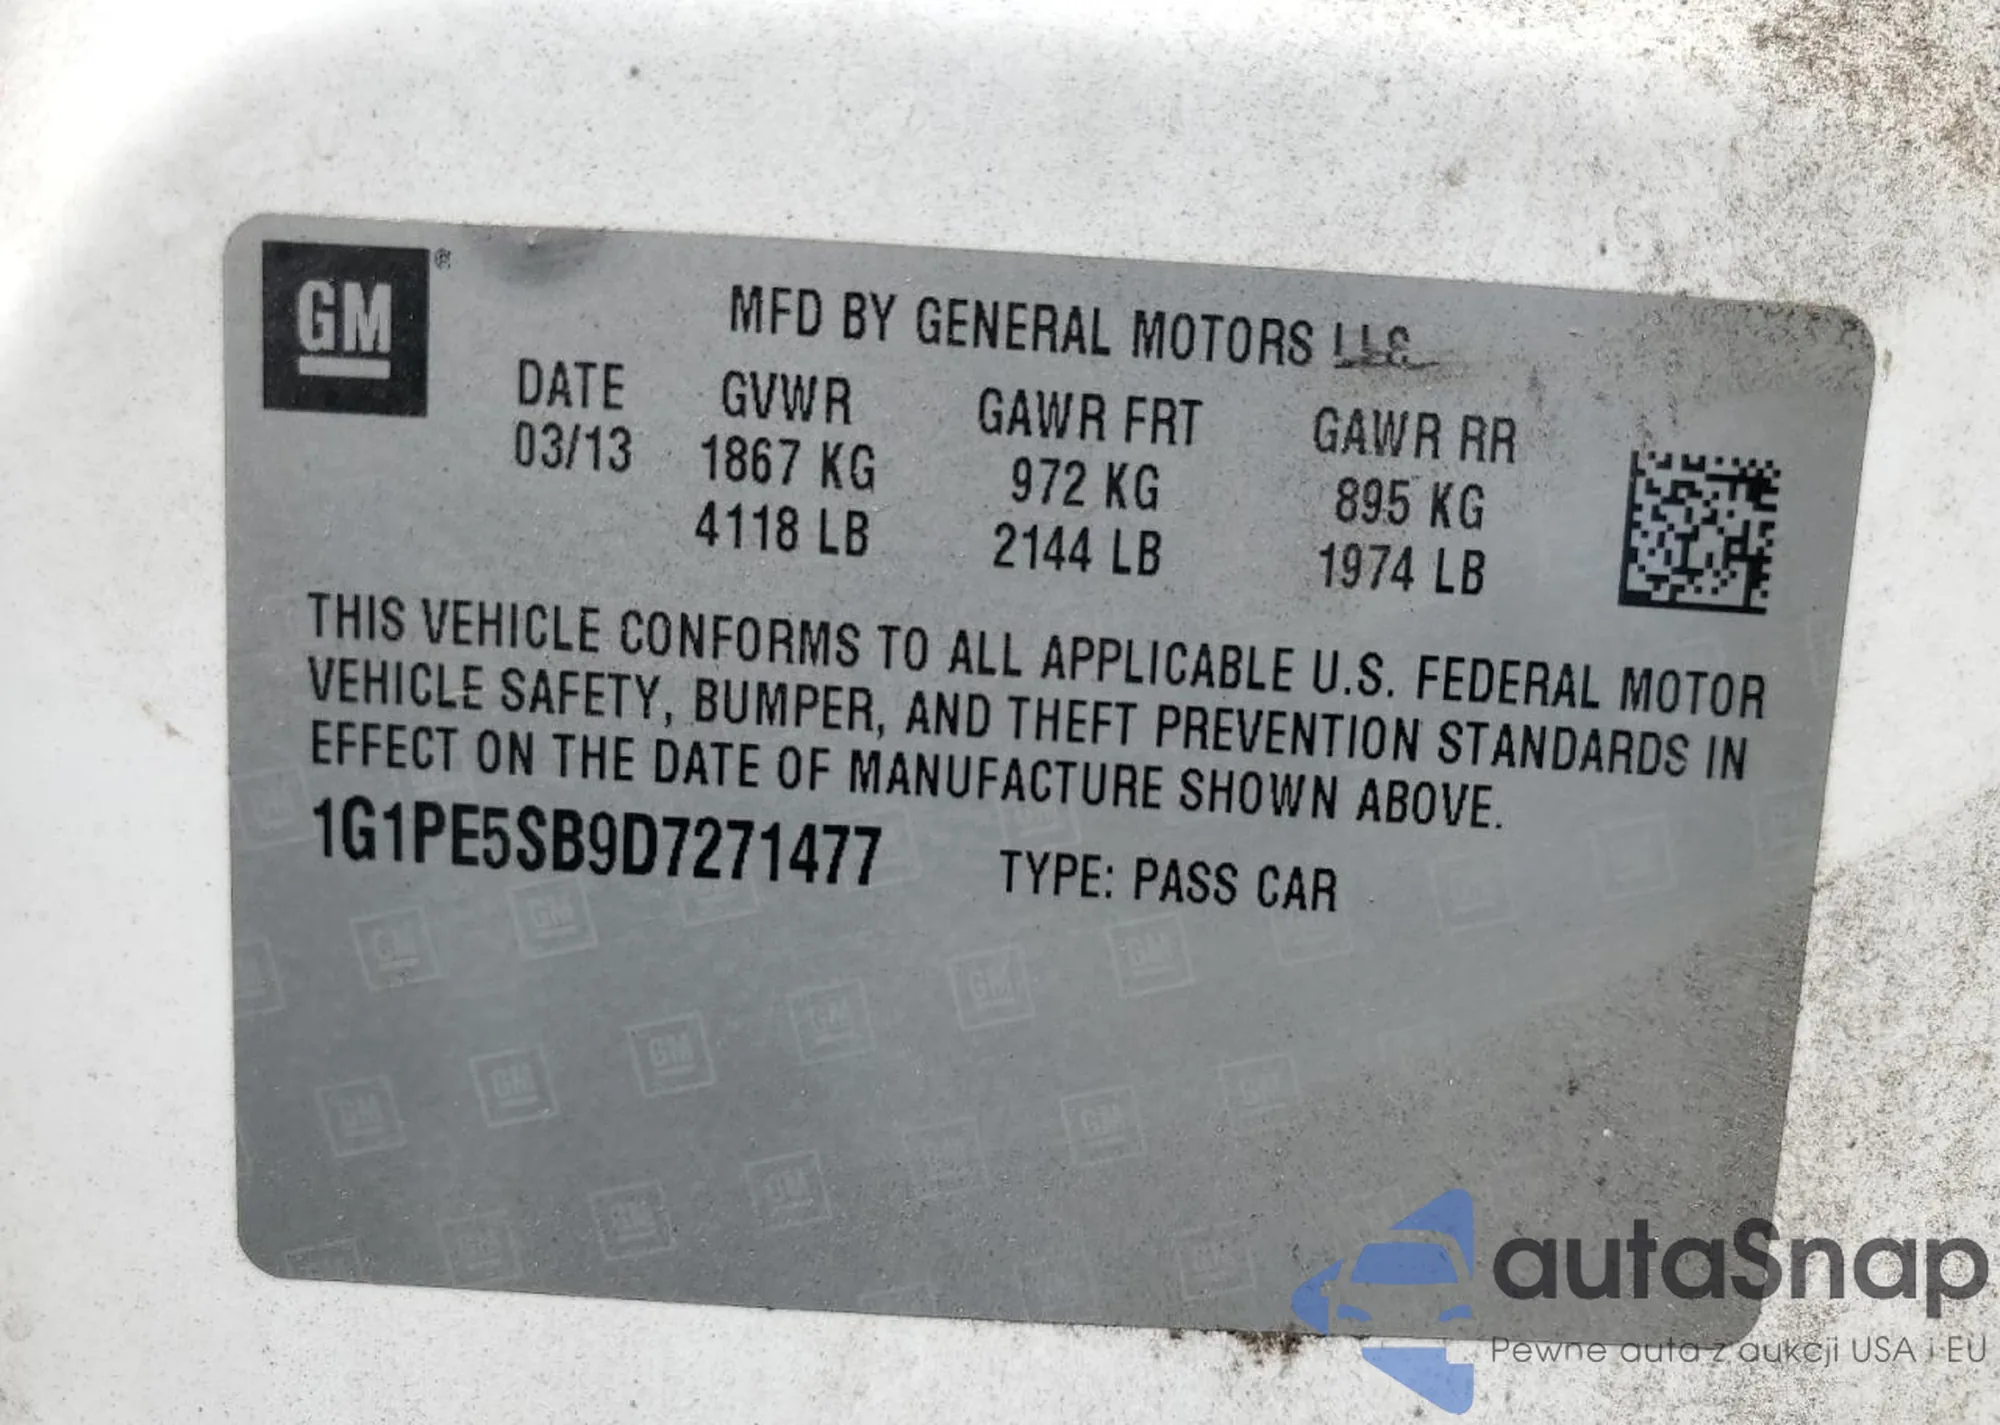 GM®
MFD BY GENERAL MOTORS LLC
DATE GVWR GAWR FRT GAWR RR
03/13 1867 KG 972 KG 895 KG
4118 LB 2144 LB 1974 LB
THIS VEHICLE CONFORMS TO ALL APPLICABLE U.S. FEDERAL MOTOR
VEHICLE SAFETY, BUMPER, AND THEFT PREVENTION STANDARDS IN
EFFECT ON THE DATE OF MANUFACTURE SHOWN ABOVE.
1G1PE5SB9D7271477 TYPE: PASS CAR
autaSnap
Pewne auta z aukcji USA i EU